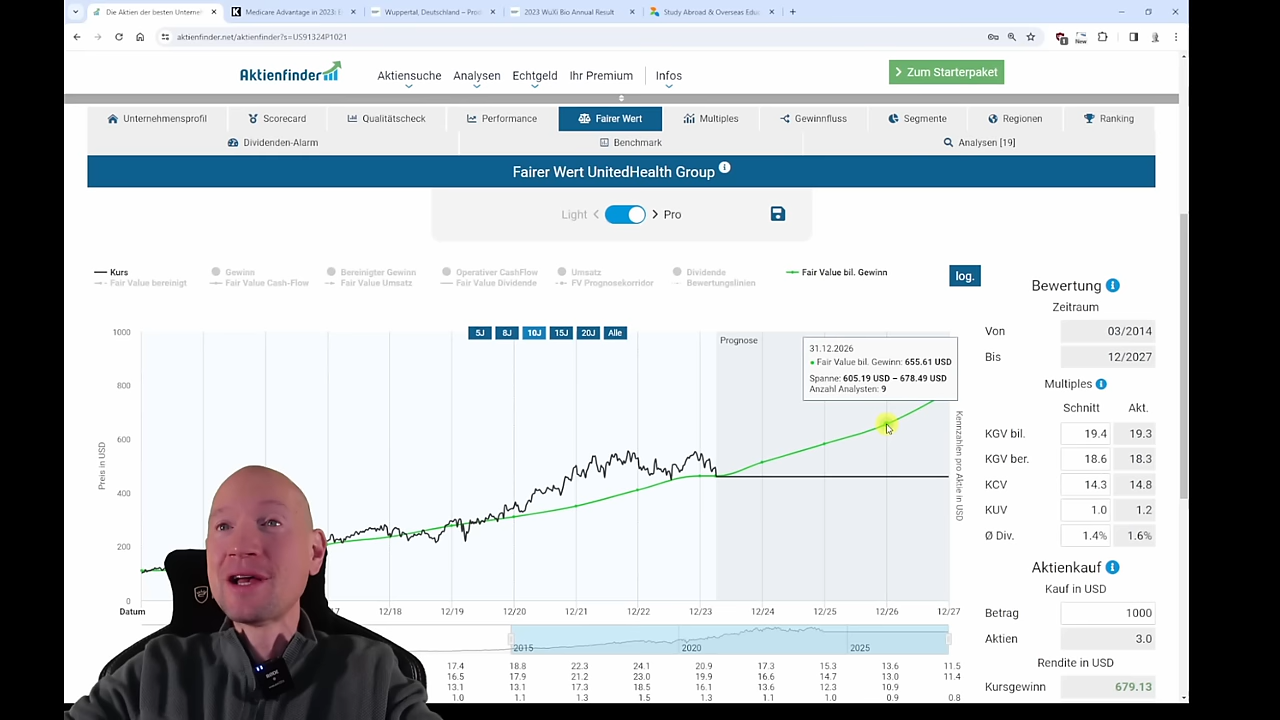 Die Aktien der besten Unterneh
Medicare Advantage in 2023: E
Wuppertal, Deutschland – Prod
2023 WuXi Bio Annual Result
Study Abroad & Overseas Educ
aktienfinder.net/aktienfinder?s=US91324P1021
Aktienfinder
Aktiensuche Analysen Echtgeld Ihr Premium Infos
Zum Starterpaket
Unternehmensprofil Scorecard Qualitätscheck Performance Fairer Wert Multiples Gewinnfluss Segmente Regionen Ranking
Dividenden-Alarm Benchmark Analysen [19]
Fairer Wert UnitedHealth Group
Light Pro
Kurs Gewinn Bereinigter Gewinn Operativer CashFlow Umsatz Dividende Fair Value bil. Gewinn
Fair Value bereinigt Fair Value Cash-Flow Fair Value Umsatz Fair Value Dividende FV Prognosekorridor Bewertungslinien
log.
5J 8J 10J 15J 20J Alle
Prognose
31.12.2026
Fair Value bil. Gewinn: 655.61 USD
Spanne: 605.19 USD – 678.49 USD
Anzahl Analysten: 9
1000
800
600
400
200
0
Preis in USD
Kennzahlen pro Aktie in USD
Datum 17 12/18 12/19 12/20 12/21 12/22 12/23 12/24 12/25 12/26 12/27
2015 2020 2025
17.4 18.8 22.3 24.1 20.9 17.3 15.3 13.6 11.5
16.5 17.9 21.2 23.0 19.9 16.6 14.7 13.0 11.4
13.1 13.1 17.3 18.5 16.1 13.6 12.3 10.9
1.0 1.1 1.3 1.5 1.3 1.1 1.0 0.9 0.8
Bewertung
Zeitraum
Von 03/2014
Bis 12/2027
Multiples
Schnitt Akt.
KGV bil. 19.4 19.3
KGV ber. 18.6 18.3
KCV 14.3 14.8
KUV 1.0 1.2
Ø Div. 1.4% 1.6%
Aktienkauf
Kauf in USD
Betrag 1000
Aktien 3.0
Rendite in USD
Kursgewinn 679.13